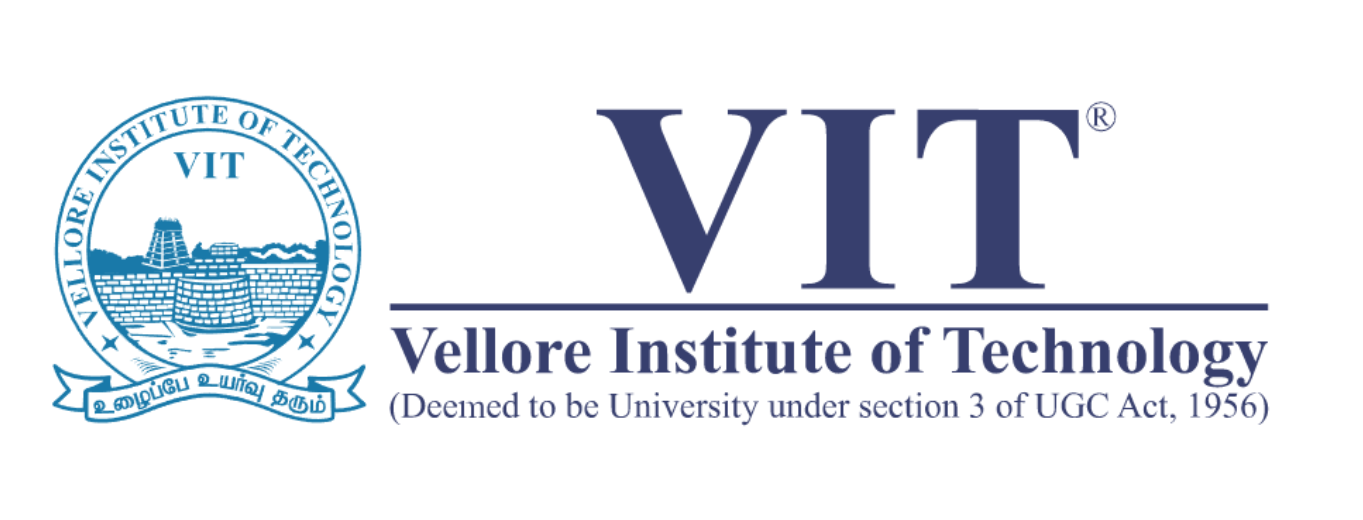 VELLORE INSTITUTE OF TECHNOLOGY
VIT
உழைப்பே உயர்வு தரும்
VIT®
Vellore Institute of Technology
(Deemed to be University under section 3 of UGC Act, 1956)